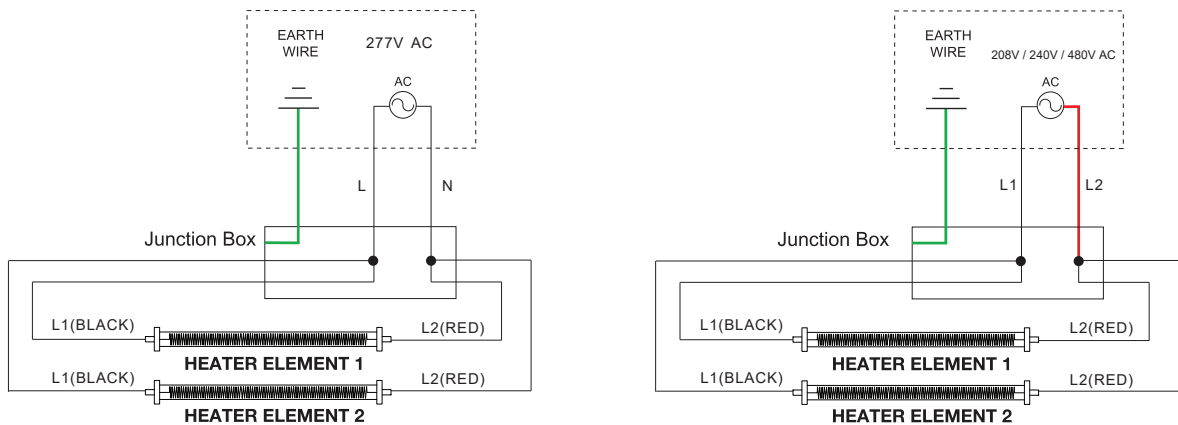 EARTH
WIRE
277V AC
AC
L
N
Junction Box
L1(BLACK)
L2(RED)
HEATER ELEMENT 1
L1(BLACK)
L2(RED)
HEATER ELEMENT 2
EARTH
WIRE
208V / 240V / 480V AC
AC
L1
L2
Junction Box
L1(BLACK)
L2(RED)
HEATER ELEMENT 1
L1(BLACK)
L2(RED)
HEATER ELEMENT 2